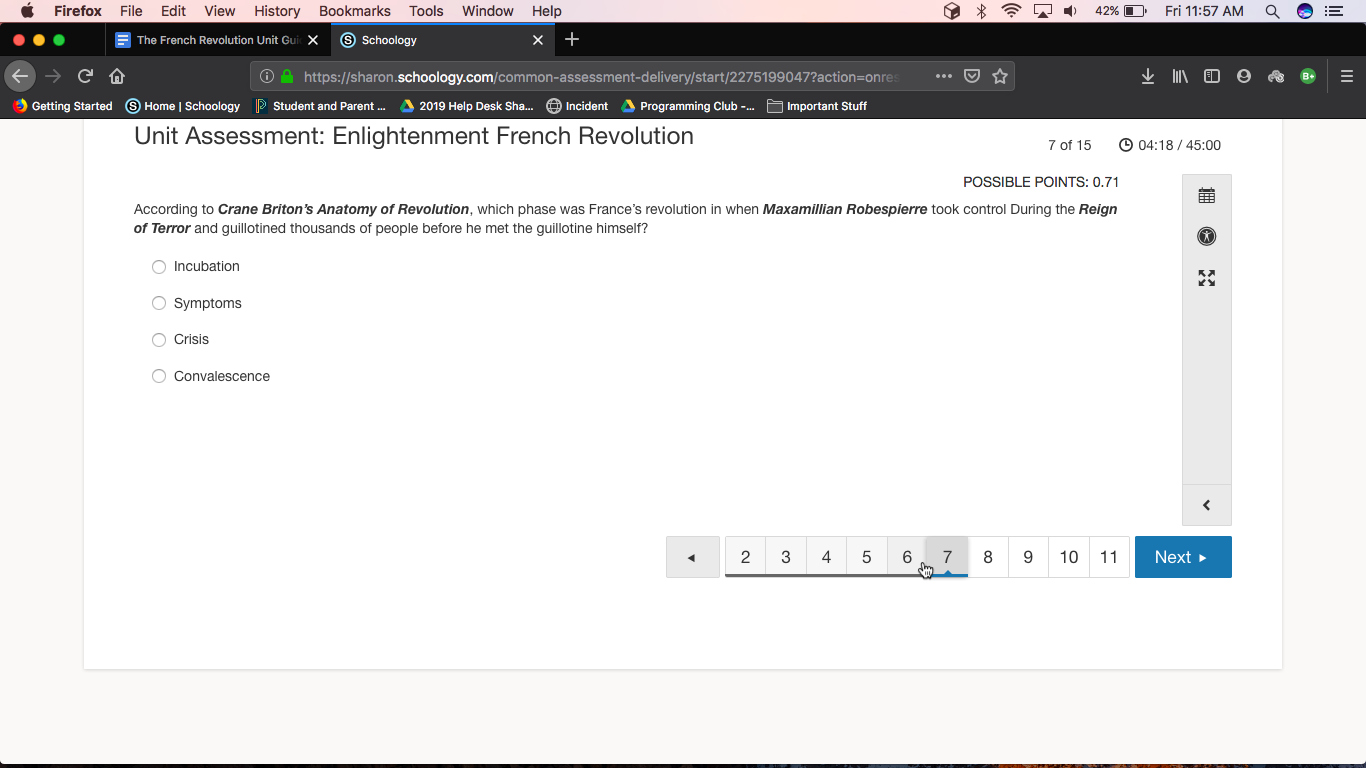 Firefox File Edit View History Bookmarks Tools Window Help 42% Fri 11:57 AM
The French Revolution Unit Gui Schoology
https://sharon.schoology.com/common-assessment-delivery/start/2275199047?action=onres
Getting Started Home | Schoology Student and Parent ... 2019 Help Desk Sha... Incident Programming Club -... Important Stuff
Unit Assessment: Enlightenment French Revolution
7 of 15 04:18 / 45:00
POSSIBLE POINTS: 0.71
According to Crane Briton's Anatomy of Revolution, which phase was France's revolution in when Maxamillian Robespierre took control During the Reign
of Terror and guillotined thousands of people before he met the guillotine himself?
Incubation
Symptoms
Crisis
Convalescence
2 3 4 5 6 7 8 9 10 11 Next